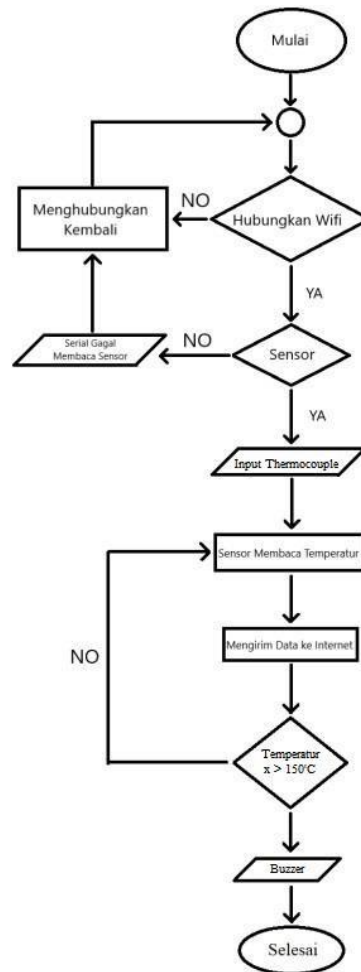 Mulai
Hubungkan Wifi
NO
Menghubungkan
Kembali
YA
Sensor
NO
Serial Gagal
Membaca Sensor
YA
Input Thermocouple
Sensor Membaca Temperatur
Mengirim Data ke Internet
NO
Temperatur
x > 150°C
Buzzer
Selesai